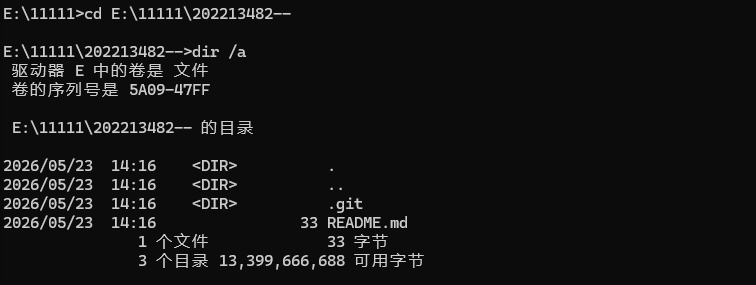 E:\11111>cd E:\11111\202213482--
E:\11111\202213482-->dir /a
驱动器 E 中的卷是 文件
卷的序列号是 5A09-47FF
E:\11111\202213482-- 的目录
2026/05/23  14:16    <DIR>          .
2026/05/23  14:16    <DIR>          ..
2026/05/23  14:16    <DIR>          .git
2026/05/23  14:16                33 README.md
1 个文件             33 字节
3 个目录 13,399,666,688 可用字节